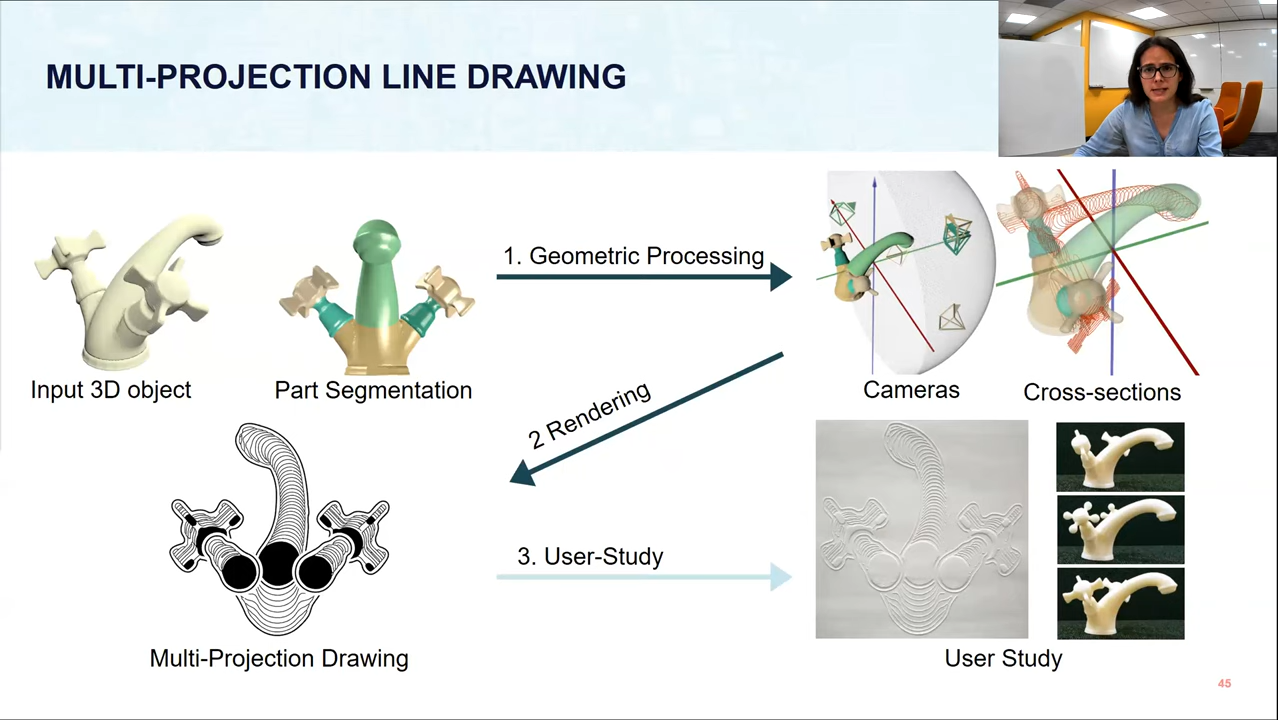 MULTI-PROJECTION LINE DRAWING
1. Geometric Processing
Input 3D object
Part Segmentation
Cameras
Cross-sections
2 Rendering
3. User-Study
Multi-Projection Drawing
User Study
45